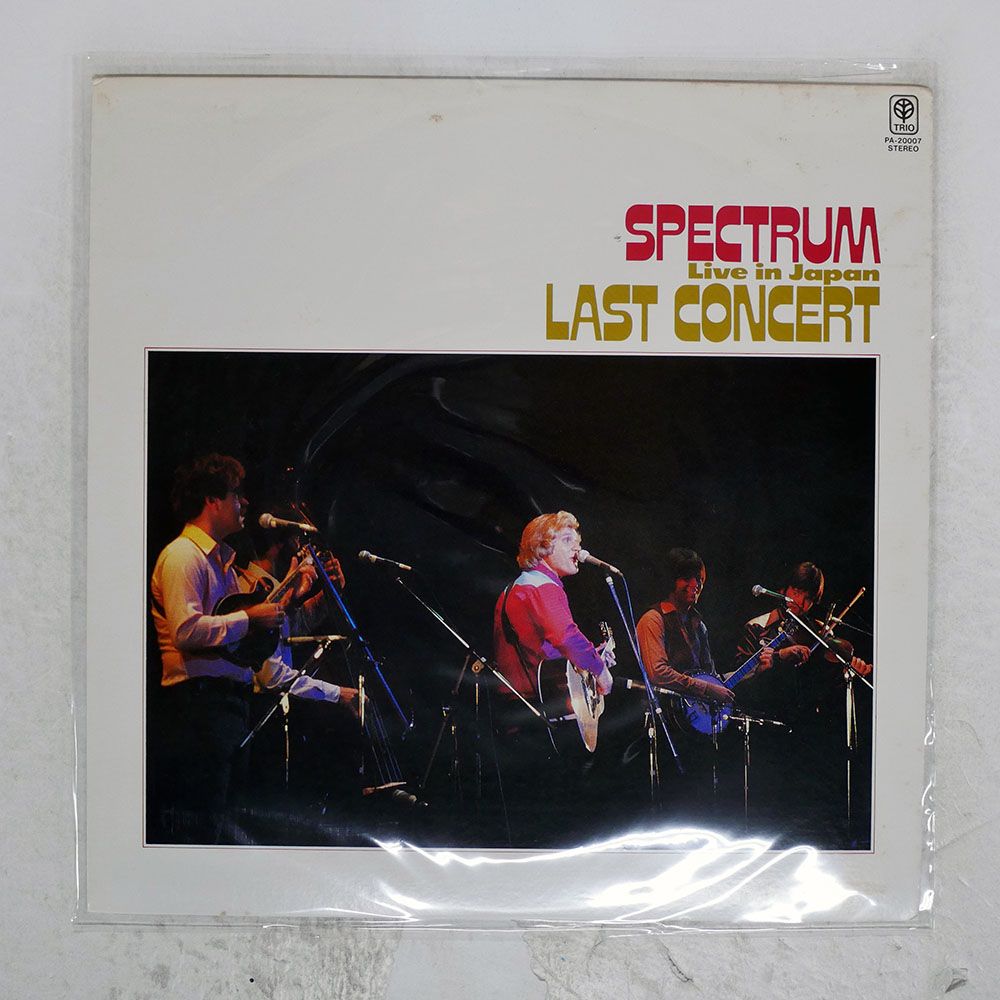 TRIO
PA-20007
STEREO
SPECTRUM
Live in Japan
LAST CONCERT